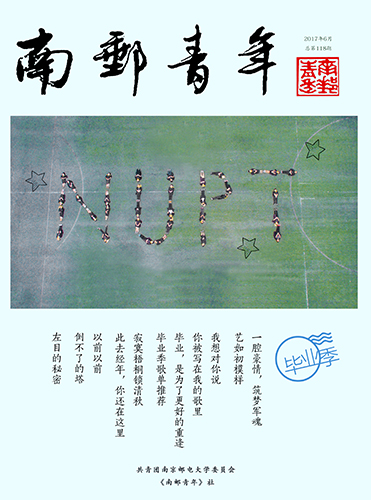 南郵青年
2017年6月
总第118期
南邮青年
NUPT
毕业季
一腔豪情，筑梦军魂
艺如初模样
我想对你说
你被写在我的歌里
毕业，是为了更好的重逢
毕业季歌单推荐
寂寞梧桐锁清秋
此去经年，你还在这里
以前以前
倒不了的塔
左目的秘密
共青团南京邮电大学委员会
《南邮青年》社